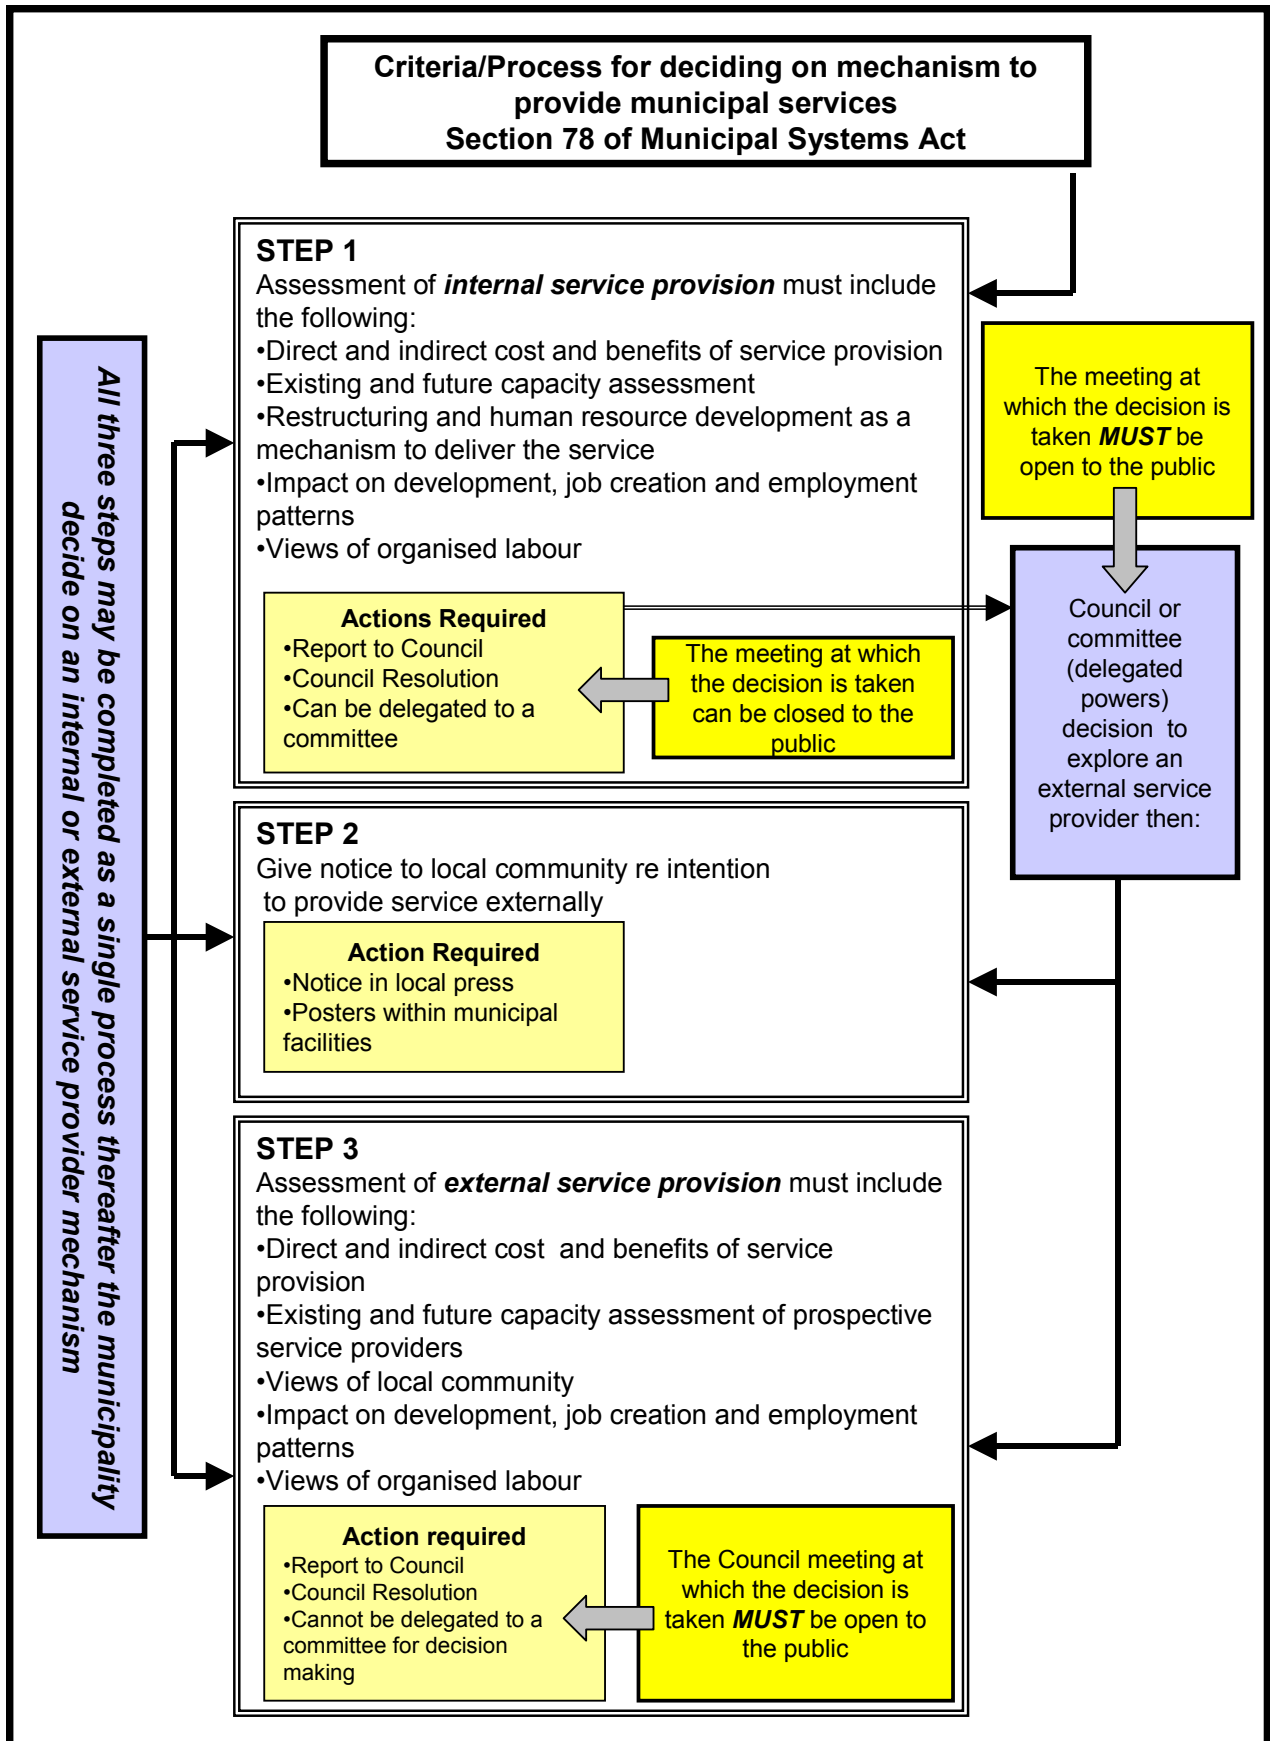 Criteria/Process for deciding on mechanism to
provide municipal services
Section 78 of Municipal Systems Act
STEP 1
Assessment of internal service provision must include
the following:
•Direct and indirect cost and benefits of service provision
•Existing and future capacity assessment
•Restructuring and human resource development as a
mechanism to deliver the service
•Impact on development, job creation and employment
patterns
•Views of organised labour
Actions Required
•Report to Council
•Council Resolution
•Can be delegated to a
committee
The meeting at which
the decision is taken
can be closed to the
public
The meeting at
which the decision is
taken MUST be
open to the public
Council or
committee
(delegated
powers)
decision  to
explore an
external service
provider then:
STEP 2
Give notice to local community re intention
to provide service externally
Action Required
•Notice in local press
•Posters within municipal
facilities
STEP 3
Assessment of external service provision must include
the following:
•Direct and indirect cost  and benefits of service
provision
•Existing and future capacity assessment of prospective
service providers
•Views of local community
•Impact on development, job creation and employment
patterns
•Views of organised labour
Action required
•Report to Council
•Council Resolution
•Cannot be delegated to a
committee for decision
making
The Council meeting at
which the decision is
taken MUST be open to
the public
All three steps may be completed as a single process thereafter the municipality
decide on an internal or external service provider mechanism